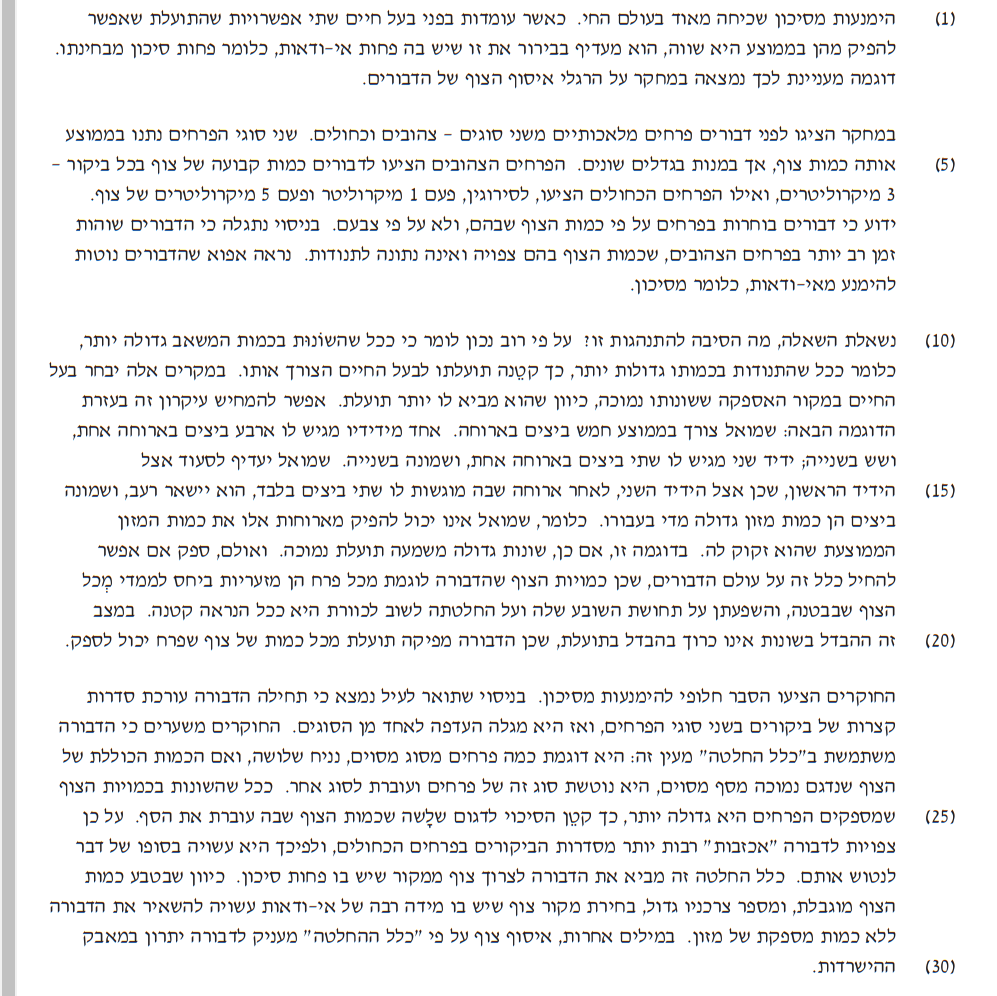 (1) הימנעות מסיכון שכיחה מאוד בעולם החי. כאשר עומדות בפני בעל חיים שתי אפשרויות שהתועלת שאפשר
להפיק מהן בממוצע היא שווה, הוא מעדיף בבירור את זו שיש בה פחות אי-ודאות, כלומר פחות סיכון מבחינתו.
דוגמה מעניינת לכך נמצאה במחקר על הרגלי איסוף הצוף של הדבורים.
במחקר הציגו לפני דבורים פרחים מלאכותיים משני סוגים – צהובים וכחולים. שני סוגי הפרחים נתנו בממוצע
(5) אותה כמות צוף, אך במנות בגדלים שונים. הפרחים הצהובים הציעו לדבורים כמות קבועה של צוף בכל ביקור –
3 מיקרוליטרים, ואילו הפרחים הכחולים הציעו, לסירוגין, פעם 1 מיקרוליטר ופעם 5 מיקרוליטרים של צוף.
ידוע כי דבורים בוחרות בפרחים על פי כמות הצוף שבהם, ולא על פי צבעם. בניסוי נתגלה כי הדבורים שוהות
זמן רב יותר בפרחים הצהובים, שכמות הצוף בהם צפויה ואינה נתונה לתנודות. נראה אפוא שהדבורים נוטות
להימנע מאי-ודאות, כלומר מסיכון.
(10) נשאלת השאלה, מה הסיבה להתנהגות זו? על פי רוב נכון לומר כי ככל שהשׁוֹנוּת בכמות המשאב גדולה יותר,
כלומר ככל שהתנודות בכמותו גדולות יותר, כך קְטֵנה תועלתו לבעל החיים הצורך אותו. במקרים אלה יבחר בעל
החיים במקור האספקה ששונותו נמוכה, כיוון שהוא מביא לו יותר תועלת. אפשר להמחיש עיקרון זה בעזרת
הדוגמה הבאה: שמואל צורך בממוצע חמש ביצים בארוחה. אחד מידידיו מגיש לו ארבע ביצים בארוחה אחת,
ושש בשנייה; ידיד שני מגיש לו שתי ביצים בארוחה אחת, ושמונה בשנייה. שמואל יעדיף לסעוד אצל
(15) הידיד הראשון, שכן אצל הידיד השני, לאחר ארוחה שבה מוגשות לו שתי ביצים בלבד, הוא יישאר רעב, ושמונה
ביצים הן כמות מזון גדולה מדי בעבורו. כלומר, שמואל אינו יכול להפיק מארוחות אלו את כמות המזון
הממוצעת שהוא זקוק לה. בדוגמה זו, אם כן, שונות גדולה משמעה תועלת נמוכה. ואולם, ספק אם אפשר
להחיל כלל זה על עולם הדבורים, שכן כמויות הצוף שהדבורה לוגמת מכל פרח הן מזעריות ביחס לממדי מְכל
הצוף שבבטנה, והשפעתן על תחושת השובע שלה ועל החלטתה לשוב לכוורת היא ככל הנראה קטנה. במצב
(20) זה ההבדל בשונות אינו כרוך בהבדל בתועלת, שכן הדבורה מפיקה תועלת מכל כמות של צוף שפרח יכול לספק.
החוקרים הציעו הסבר חלופי להימנעות מסיכון. בניסוי שתואר לעיל נמצא כי תחילה הדבורה עורכת סדרות
קצרות של ביקורים בשני סוגי הפרחים, ואז היא מגלה העדפה לאחד מן הסוגים. החוקרים משערים כי הדבורה
משתמשת ב"כלל החלטה" מעין זה: היא דוגמת כמה פרחים מסוג מסוים, נניח שלושה, ואם הכמות הכוללת של
הצוף שנדגם נמוכה מסף מסוים, היא נוטשת סוג זה של פרחים ועוברת לסוג אחר. ככל שהשונות בכמויות הצוף
(25) שמספקים הפרחים היא גדולה יותר, כך קטֵן הסיכוי לדגום שלָשה שכמות הצוף שבה עוברת את הסף. על כן
צפויות לדבורה "אכזבות" רבות יותר מסדרות הביקורים בפרחים הכחולים, ולפיכך היא עשויה בסופו של דבר
לנטוש אותם. כלל החלטה זה מביא את הדבורה לצרוך צוף ממקור שיש בו פחות סיכון. כיוון שבטבע כמות
הצוף מוגבלת, ומספר צרכניו גדול, בחירת מקור צוף שיש בו מידה רבה של אי-ודאות עשויה להשאיר את הדבורה
ללא כמות מספקת של מזון. במילים אחרות, איסוף צוף על פי "כלל ההחלטה" מעניק לדבורה יתרון במאבק
(30) ההישרדות.